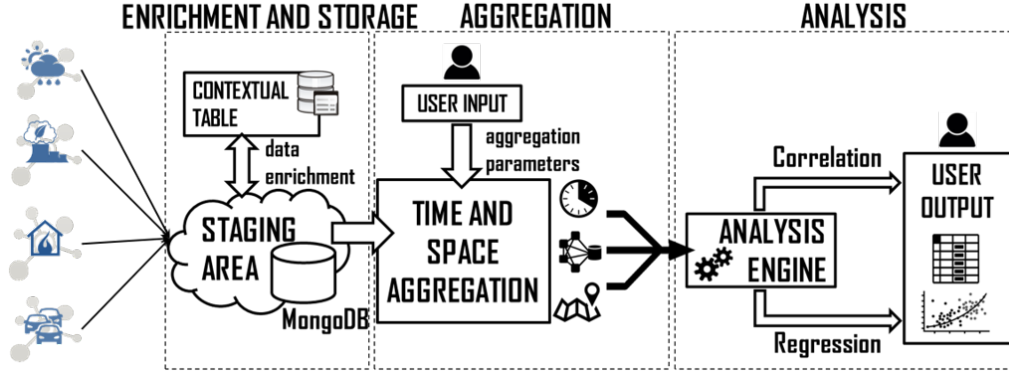 ENRICHMENT AND STORAGE
AGGREGATION
ANALYSIS
CONTEXTUAL
TABLE
data
enrichment
STAGING
AREA
MongoDB
USER INPUT
aggregation
parameters
TIME AND
SPACE
AGGREGATION
ANALYSIS
ENGINE
Correlation
Regression
USER
OUTPUT